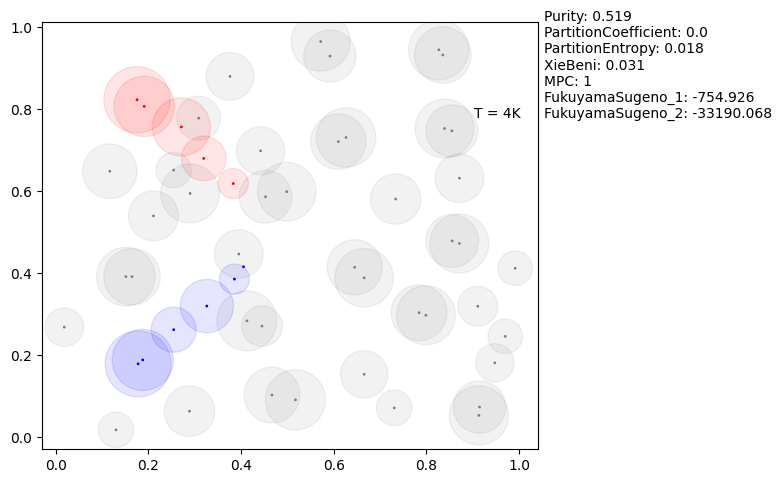 Purity: 0.519
PartitionCoefficient: 0.0
PartitionEntropy: 0.018
XieBeni: 0.031
MPC: 1
FukuyamaSugeno_1: -754.926
FukuyamaSugeno_2: -33190.068
T = 4K
1.0
0.8
0.6
0.4
0.2
0.0
0.0 0.2 0.4 0.6 0.8 1.0